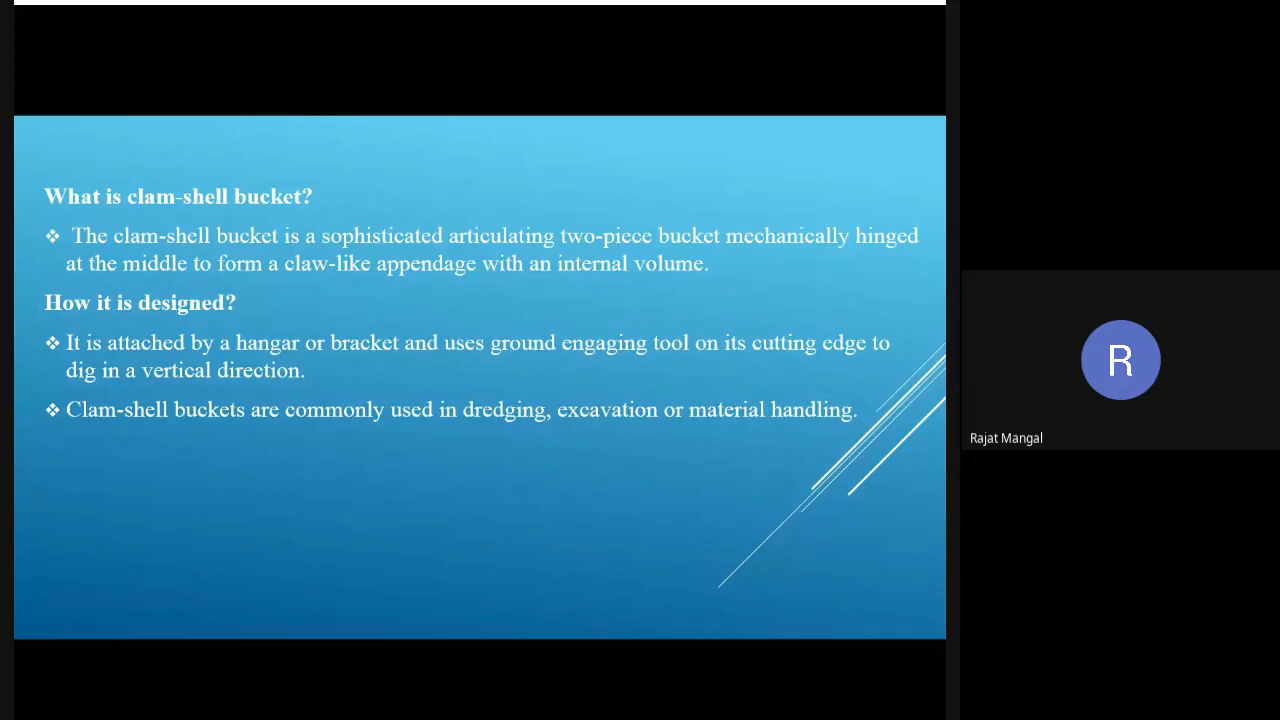 What is clam-shell bucket?
❖ The clam-shell bucket is a sophisticated articulating two-piece bucket mechanically hinged
at the middle to form a claw-like appendage with an internal volume.
How it is designed?
❖ It is attached by a hangar or bracket and uses ground engaging tool on its cutting edge to
dig in a vertical direction.
❖ Clam-shell buckets are commonly used in dredging, excavation or material handling.
R
Rajat Mangal